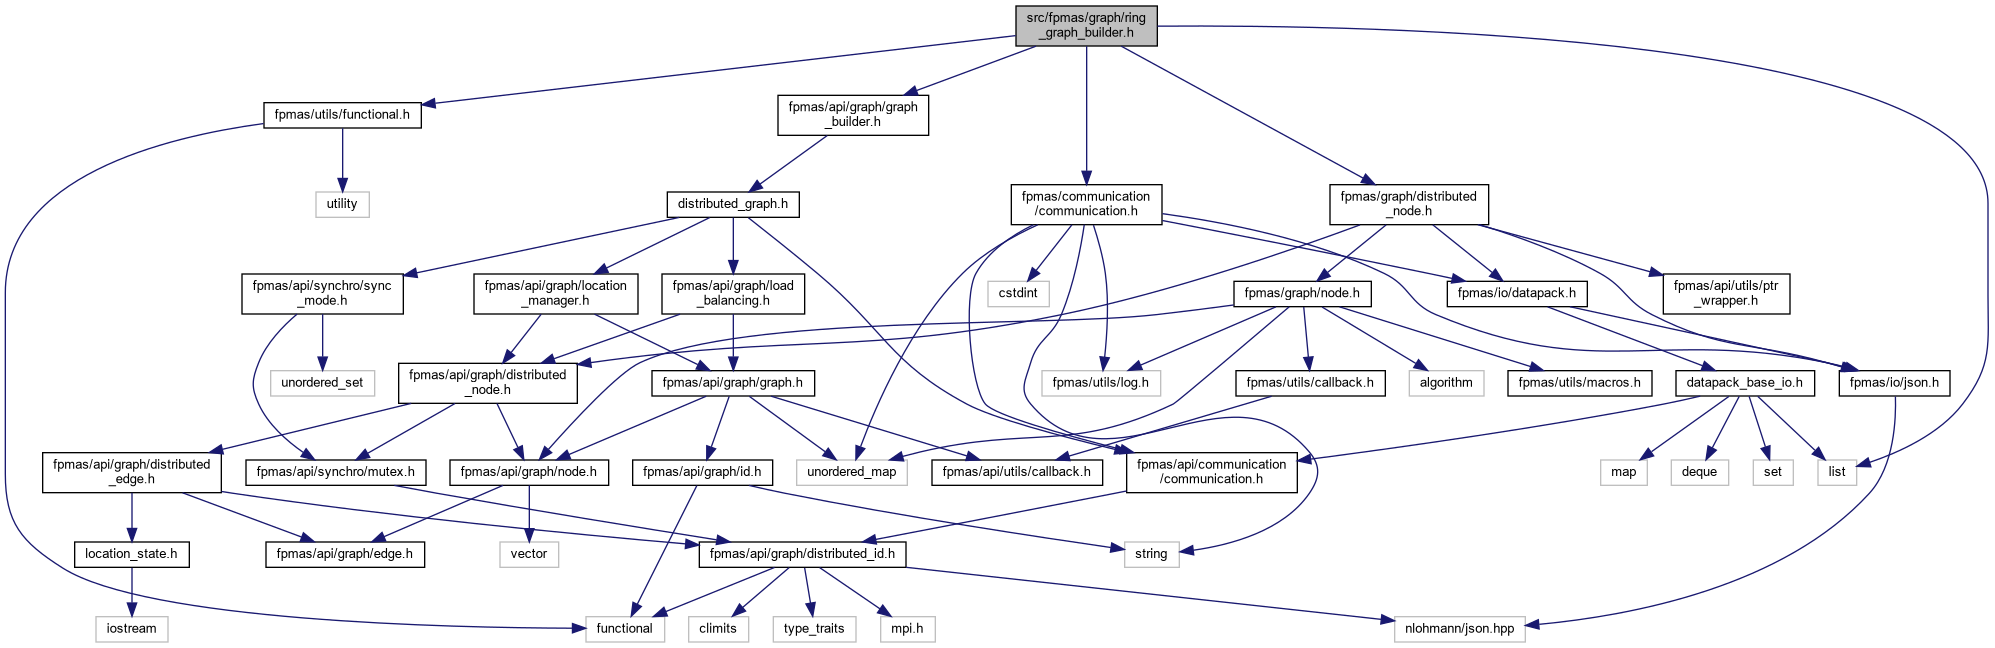 src/fpmas/graph/ring
_graph_builder.h
fpmas/utils/functional.h
fpmas/api/graph/graph
_builder.h
utility
distributed_graph.h
fpmas/communication
/communication.h
fpmas/graph/distributed
_node.h
fpmas/api/synchro/sync
_mode.h
fpmas/api/graph/location
_manager.h
fpmas/api/graph/load
_balancing.h
cstdint
fpmas/graph/node.h
fpmas/io/datapack.h
fpmas/api/utils/ptr
_wrapper.h
unordered_set
fpmas/api/graph/distributed
_node.h
fpmas/api/graph/graph.h
fpmas/utils/log.h
fpmas/utils/callback.h
algorithm
fpmas/utils/macros.h
datapack_base_io.h
fpmas/io/json.h
fpmas/api/graph/distributed
_edge.h
fpmas/api/synchro/mutex.h
fpmas/api/graph/node.h
fpmas/api/graph/id.h
unordered_map
fpmas/api/utils/callback.h
fpmas/api/communication
/communication.h
map
deque
set
list
location_state.h
fpmas/api/graph/edge.h
vector
fpmas/api/graph/distributed_id.h
string
iostream
functional
climits
type_traits
mpi.h
nlohmann/json.hpp